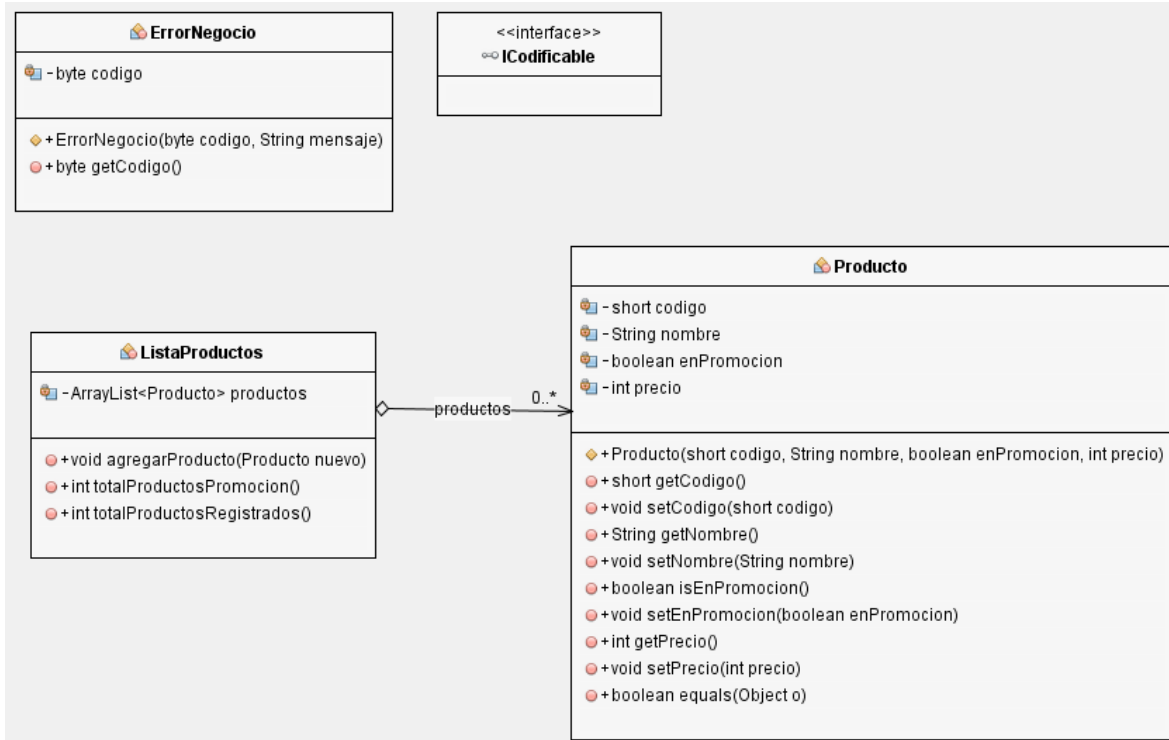 ErrorNegocio
- byte codigo
+ ErrorNegocio(byte codigo, String mensaje)
+ byte getCodigo()
<<interface>>
ICodificable
ListaProductos
- ArrayList<Producto> productos
+ void agregarProducto(Producto nuevo)
+ int totalProductosPromocion()
+ int totalProductosRegistrados()
productos
0..*
Producto
- short codigo
- String nombre
- boolean enPromocion
- int precio
+ Producto(short codigo, String nombre, boolean enPromocion, int precio)
+ short getCodigo()
+ void setCodigo(short codigo)
+ String getNombre()
+ void setNombre(String nombre)
+ boolean isEnPromocion()
+ void setEnPromocion(boolean enPromocion)
+ int getPrecio()
+ void setPrecio(int precio)
+ boolean equals(Object o)